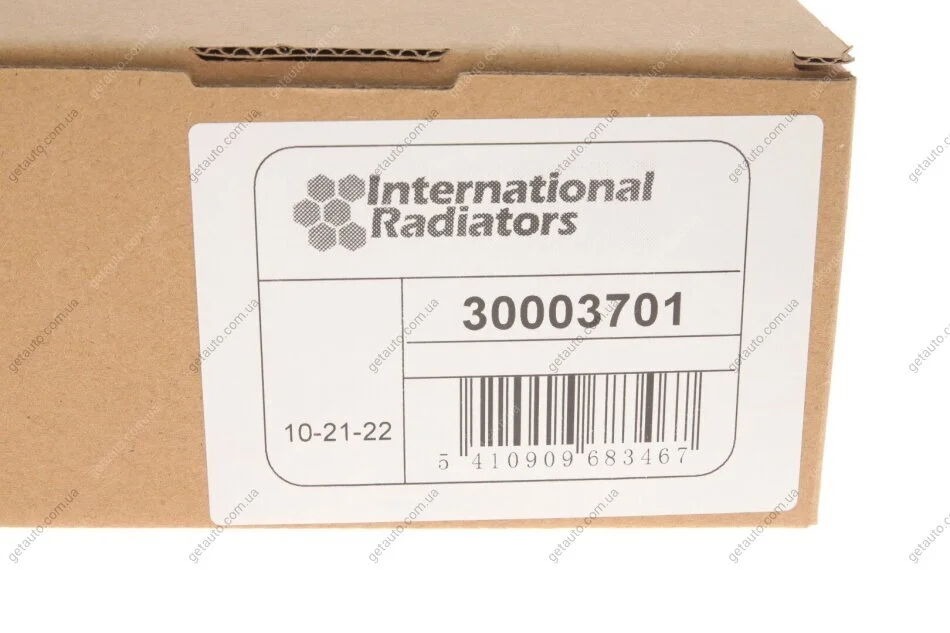 International
Radiators
30003701
10-21-22
5 410909 683467
getauto.com.ua